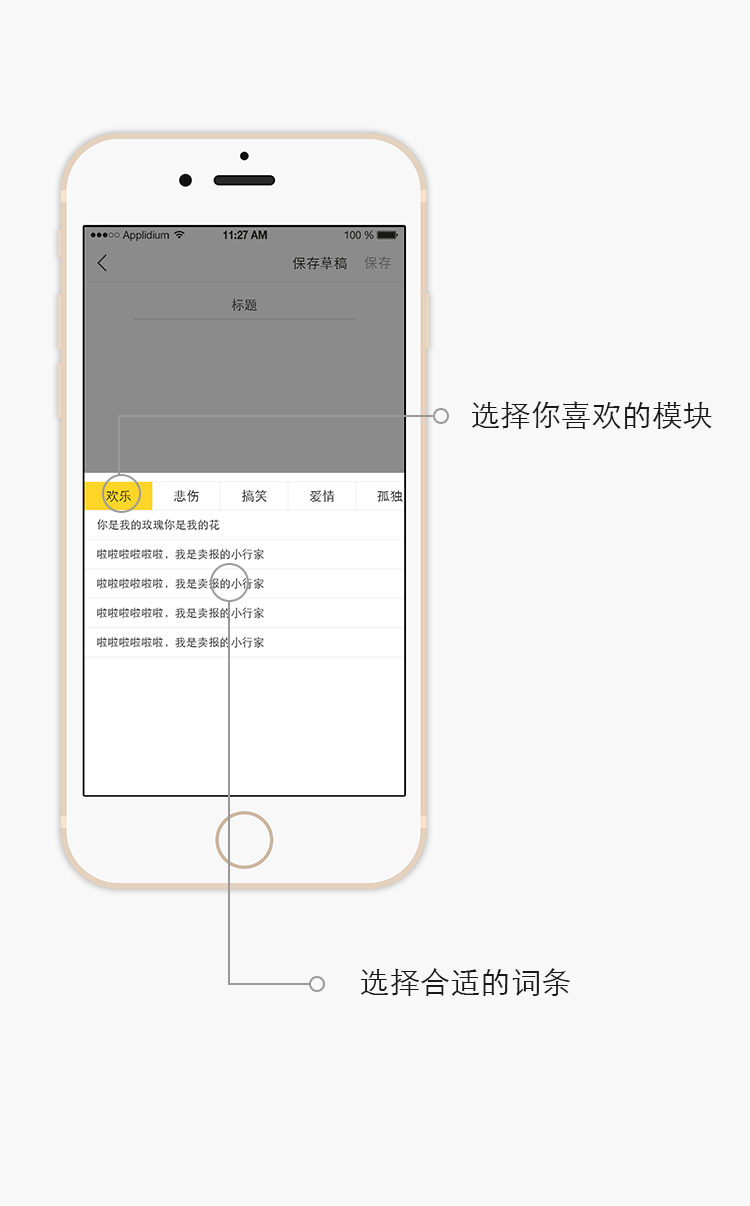 Applidium 11:27 AM 100 %
保存草稿 保存
标题
选择你喜欢的模块
欢乐 悲伤 搞笑 爱情 孤独
你是我的玫瑰你是我的花
啦啦啦啦啦啦，我是卖报的小行家
啦啦啦啦啦啦，我是卖报的小行家
啦啦啦啦啦啦，我是卖报的小行家
啦啦啦啦啦啦，我是卖报的小行家
选择合适的词条